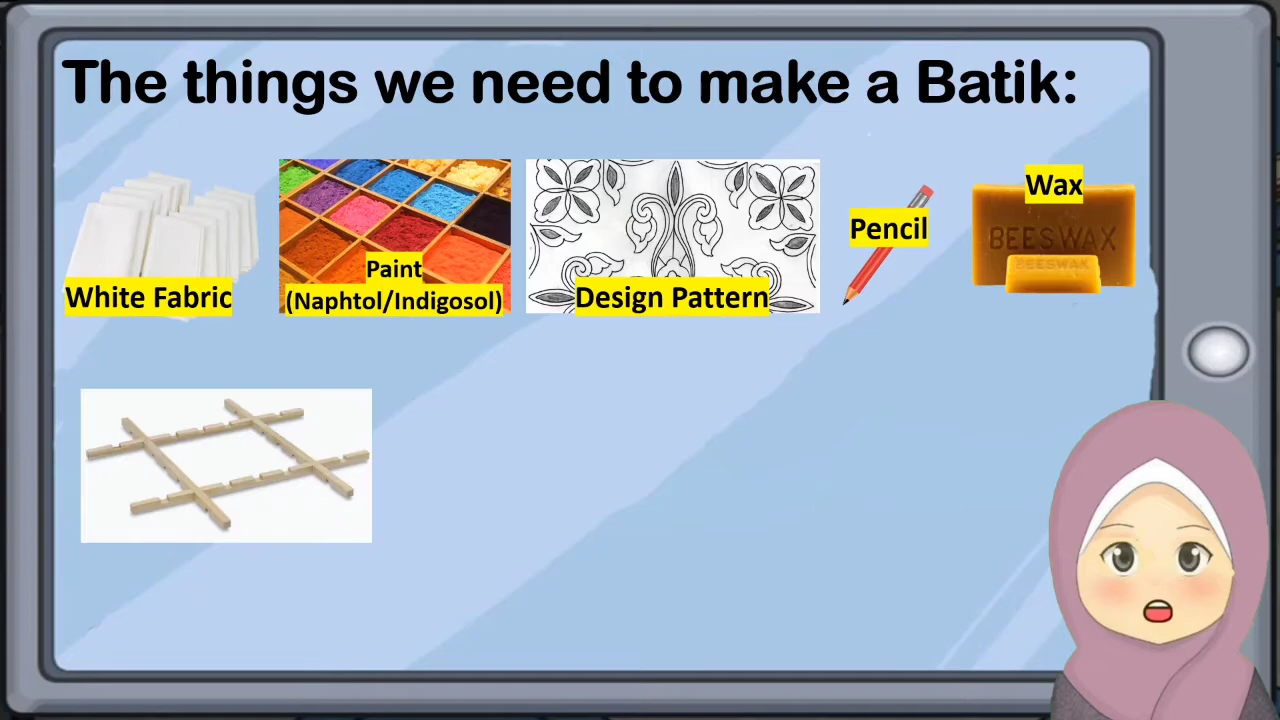 The things we need to make a Batik:
White Fabric
Paint
(Naphtol/Indigosol)
Design Pattern
Pencil
Wax
BEESWAX
BEESWAX